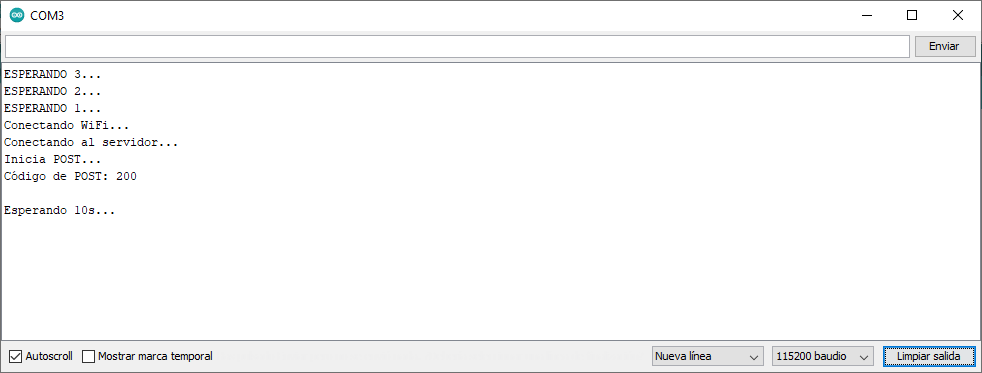 COM3
Enviar
ESPERANDO 3...
ESPERANDO 2...
ESPERANDO 1...
Conectando WiFi...
Conectando al servidor...
Inicia POST...
Código de POST: 200
Esperando 10s...
Autoscroll Mostrar marca temporal Nueva línea 115200 baudio Limpiar salida